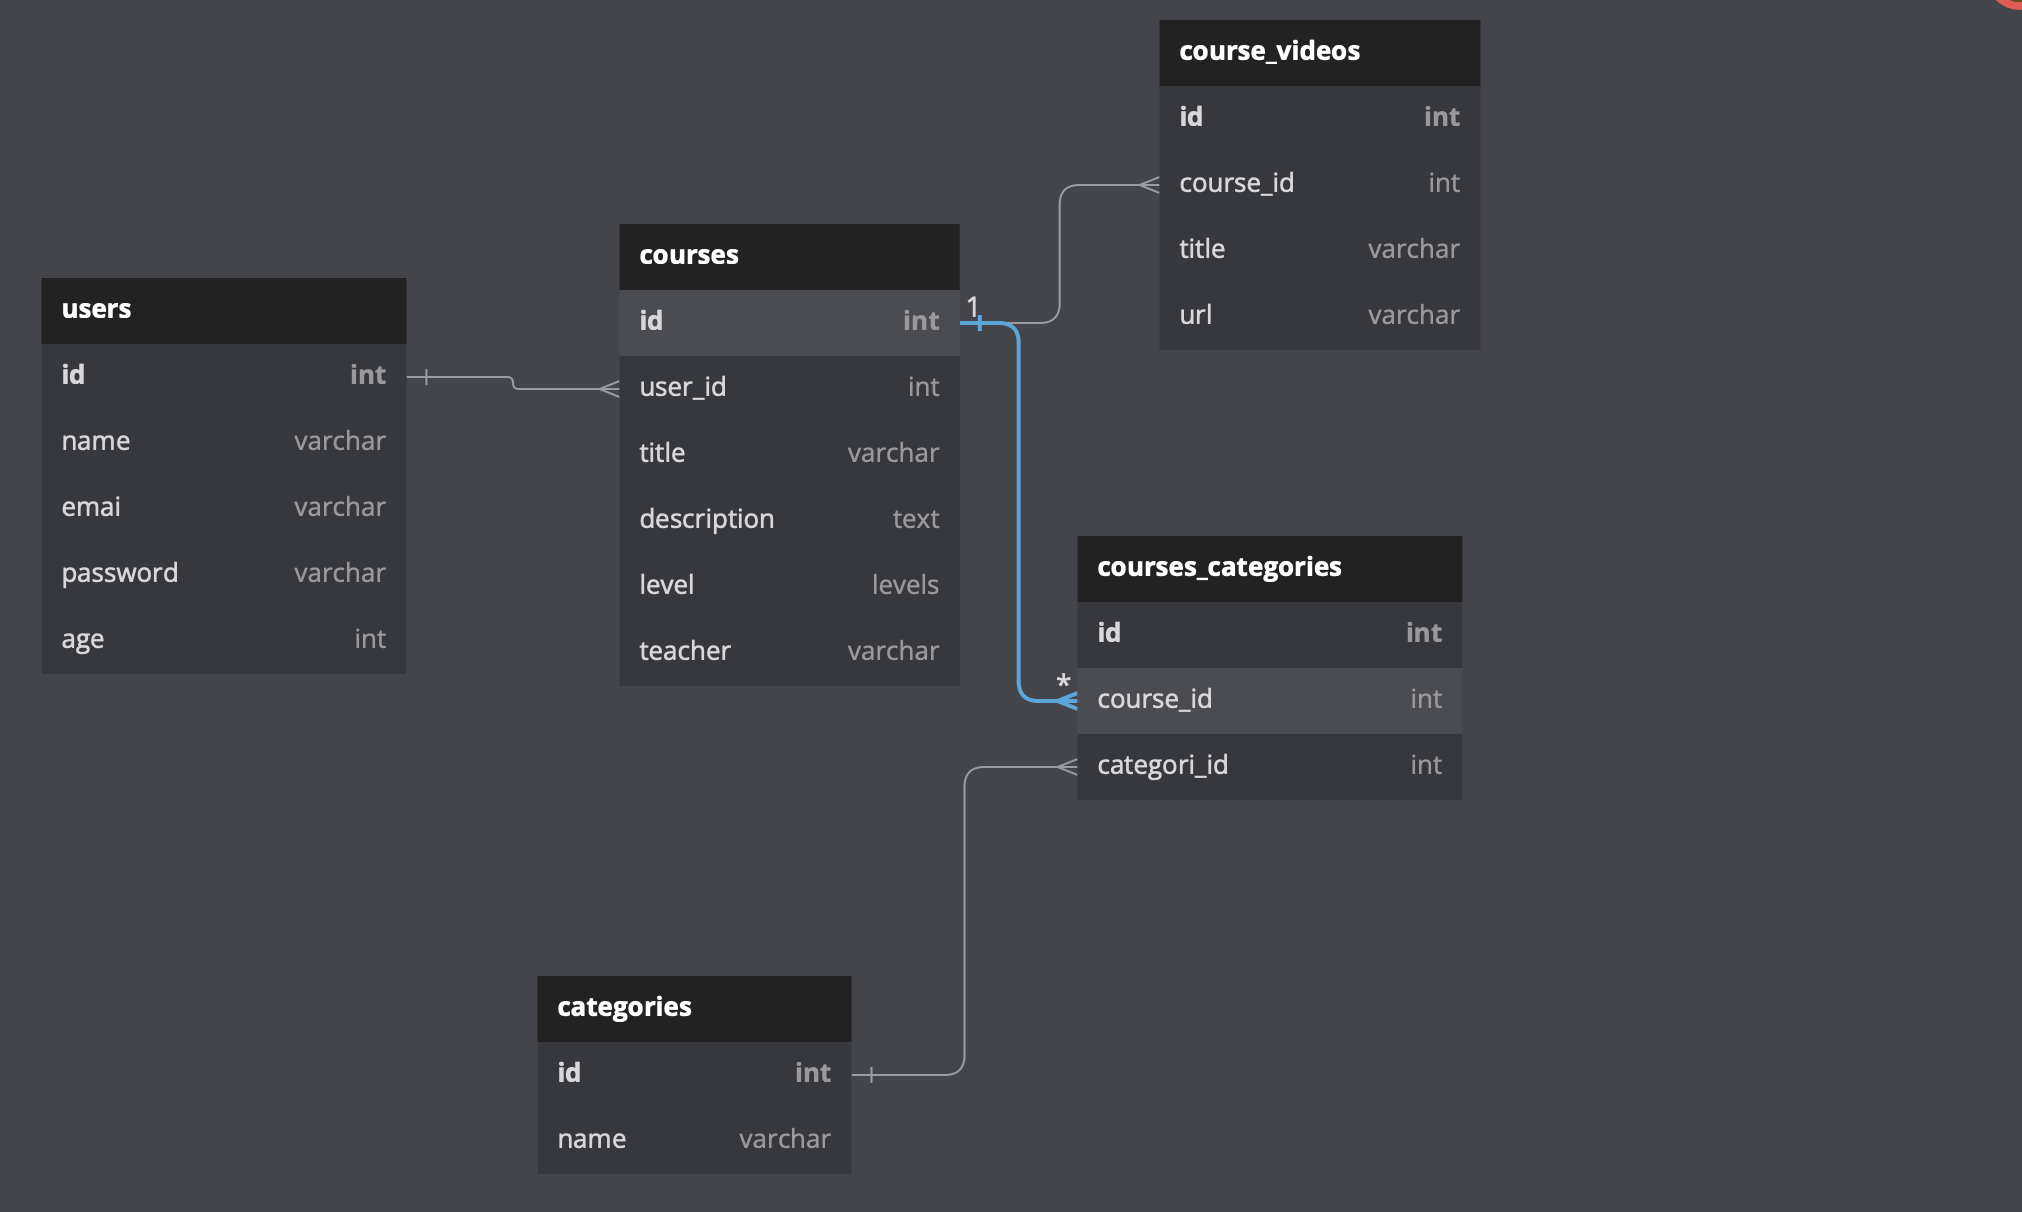 users
id int
name varchar
emai varchar
password varchar
age int
courses
id int
user_id int
title varchar
description text
level levels
teacher varchar
1
course_videos
id int
course_id int
title varchar
url varchar
*
courses_categories
id int
course_id int
categori_id int
categories
id int
name varchar